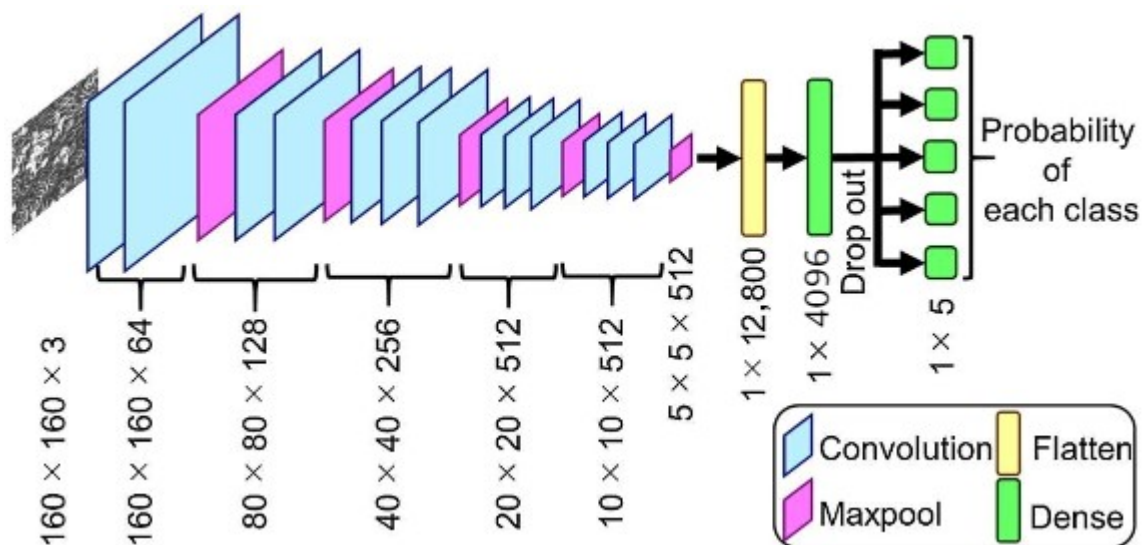 160 × 160 × 3
160 × 160 × 64
80 × 80 × 128
40 × 40 × 256
20 × 20 × 512
10 × 10 × 512
5 × 5 × 512
1 × 12,800
1 × 4096
Drop out
1 × 5
Probability
of
each class
Convolution
Flatten
Maxpool
Dense